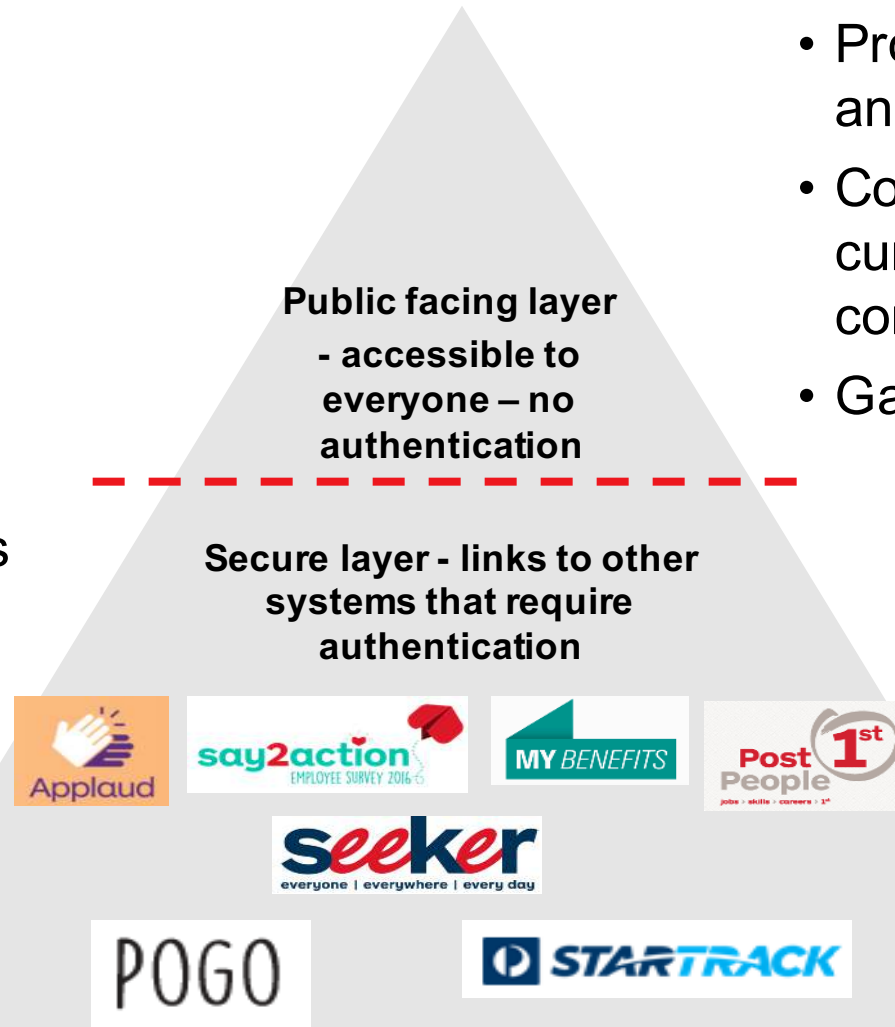 Public facing layer
- accessible to
everyone – no
authentication
Secure layer - links to other
systems that require
authentication
Applaud
say2action
EMPLOYEE SURVEY 2016
MY BENEFITS
Post 1st
People
jobs > skills > careers > 1st
seeker
everyone | everywhere | every day
POGO
STARTRACK
•
•
•